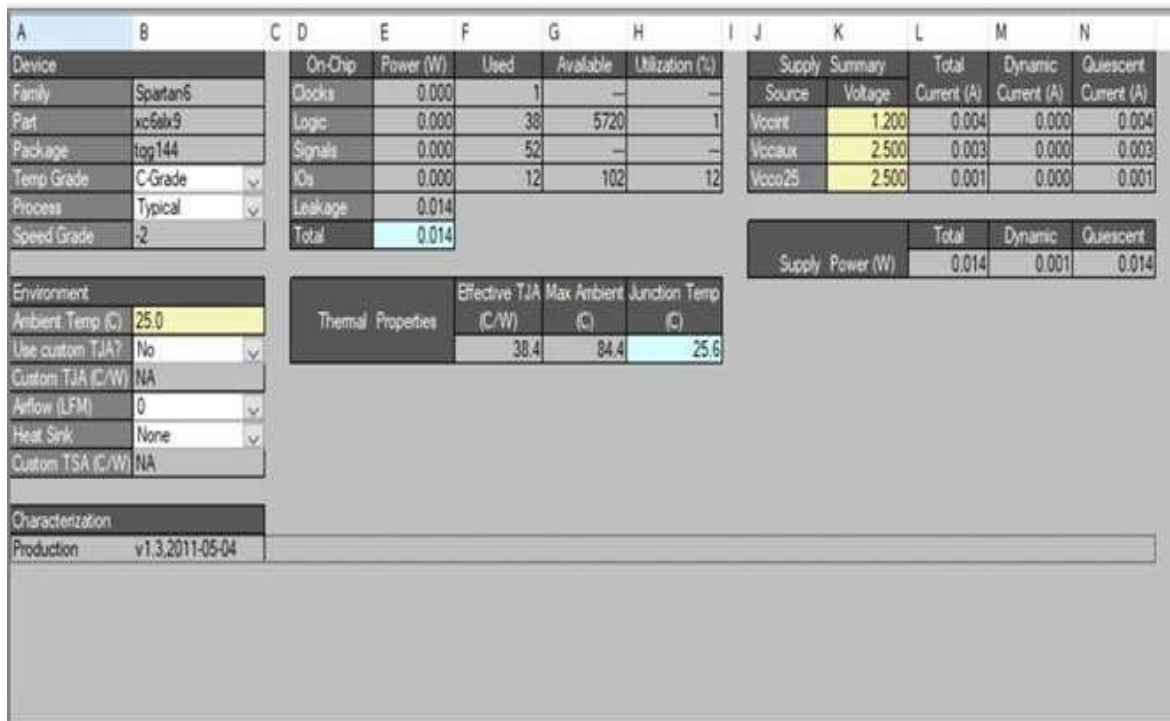 A B C D E F G H I J K L M N
Device
Family Spartan6
Part xc6slx9
Package tqg144
Temp Grade C-Grade
Process Typical
Speed Grade -2
Environment
Ambient Temp (C) 25.0
Use custom TJA? No
Custom TJA (C/W) NA
Airflow (LFM) 0
Heat Sink None
Custom TSA (C/W) NA
Characterization
Production v1.3,2011-05-04
On-Chip Power (W) Used Available Utilization (%)
Clocks 0.000 1 --- ---
Logic 0.000 38 5720 1
Signals 0.000 52 --- ---
IOs 0.000 12 102 12
Leakage 0.014
Total 0.014
Effective TJA Max Ambient Junction Temp
Thermal Properties (C/W) (C) (C)
38.4 84.4 25.6
Supply Summary Total Dynamic Quiescent
Source Voltage Current (A) Current (A) Current (A)
Vccint 1.200 0.004 0.000 0.004
Vccaux 2.500 0.003 0.000 0.003
Vcco25 2.500 0.001 0.000 0.001
Total Dynamic Quiescent
Supply Power (W) 0.014 0.001 0.014